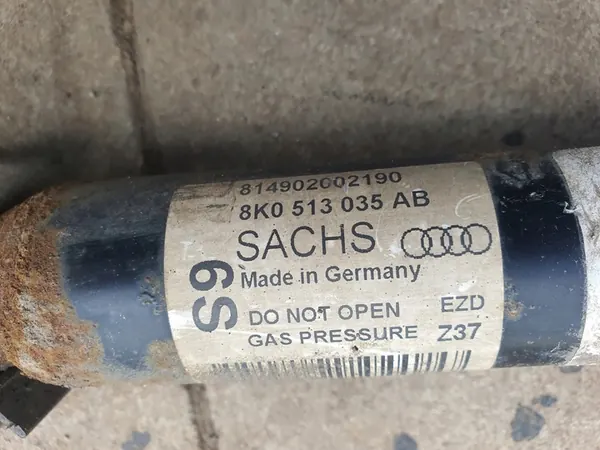 814902002190
8K0 513 035 AB
SACHS
Made in Germany
DO NOT OPEN EZD
GAS PRESSURE Z37
S9